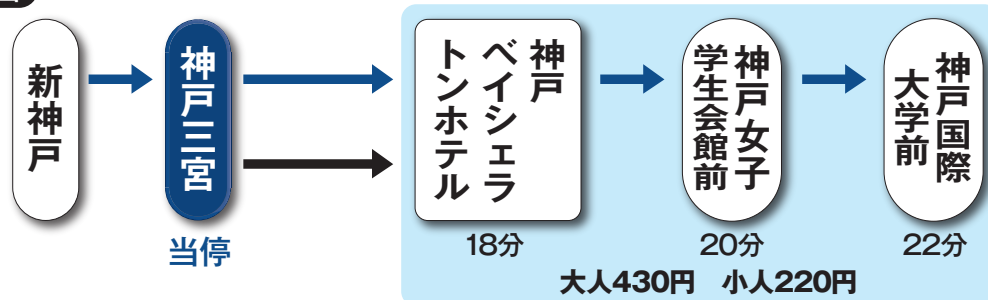 新神戸
神戸三宮
当停
神戸
ベイシェラ
トンホテル
18分
神戸女子
学生会館前
20分
神戸国際
大学前
22分
大人430円　小人220円